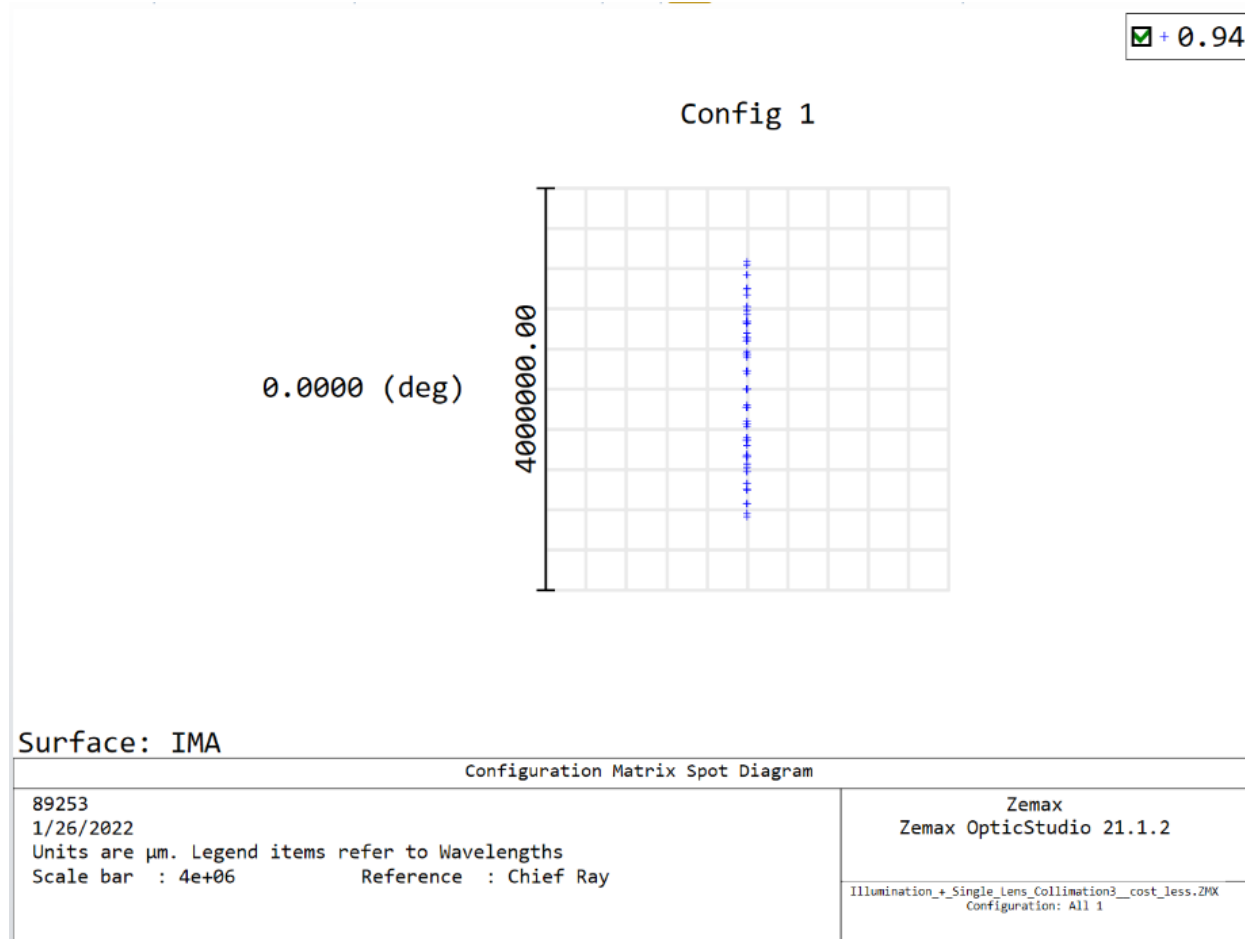 + 0.94
Config 1
4000000.00
0.0000 (deg)
Surface: IMA
Configuration Matrix Spot Diagram
89253
1/26/2022
Units are µm. Legend items refer to Wavelengths
Scale bar  : 4e+06    Reference  : Chief Ray
Zemax
Zemax OpticStudio 21.1.2
Illumination_+_Single_Lens_Collimation3__cost_less.ZMX
Configuration: All 1